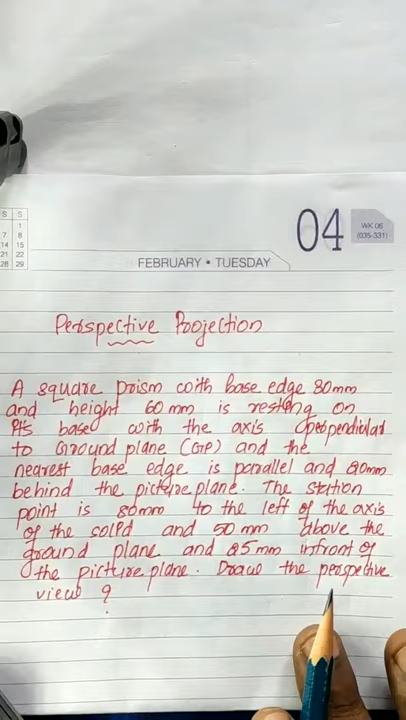 S S
1
7 8
14 15
21 22
28 29
04
WK 06
(035-331)
FEBRUARY • TUESDAY
Perspective Projection
A square prism with base edge 80mm
and height 60 mm is resting on
its base with the axis perpendicular
to Ground plane (GP) and the
nearest base edge is parallel and 20mm
behind the picture plane. The station
point is 80mm to the left of the axis
of the solid and 50 mm above the
ground plane and 25 mm infront of
the picture plane. Draw the perspective
view ?